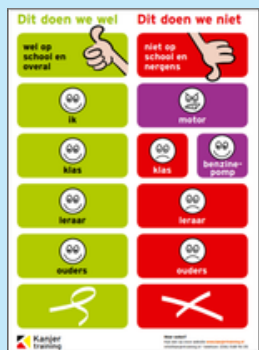 Dit doen we wel
Dit doen we niet
wel op
school en
overal
niet op
school en
nergens
ik
motor
klas
klas
benzine-
pomp
leraar
leraar
ouders
ouders
Kanjer
training